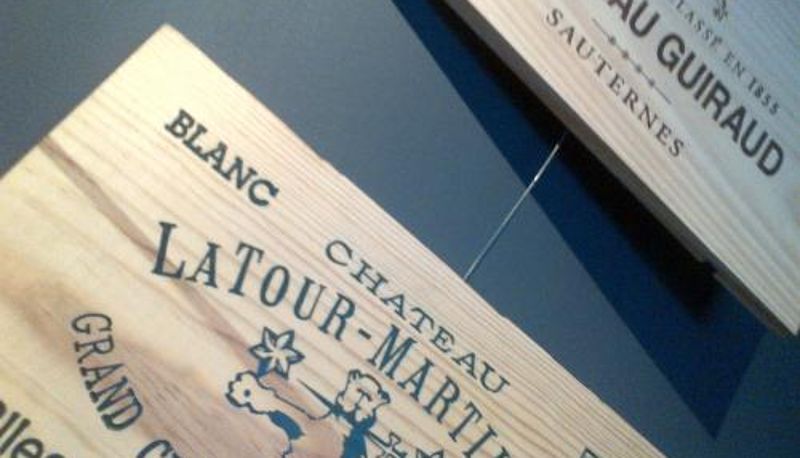 CLASSÉ EN 1855
AU GUIRAUD
SAUTERNES
BLANC
CHATEAU
LATOUR-MARTI
GRAND C